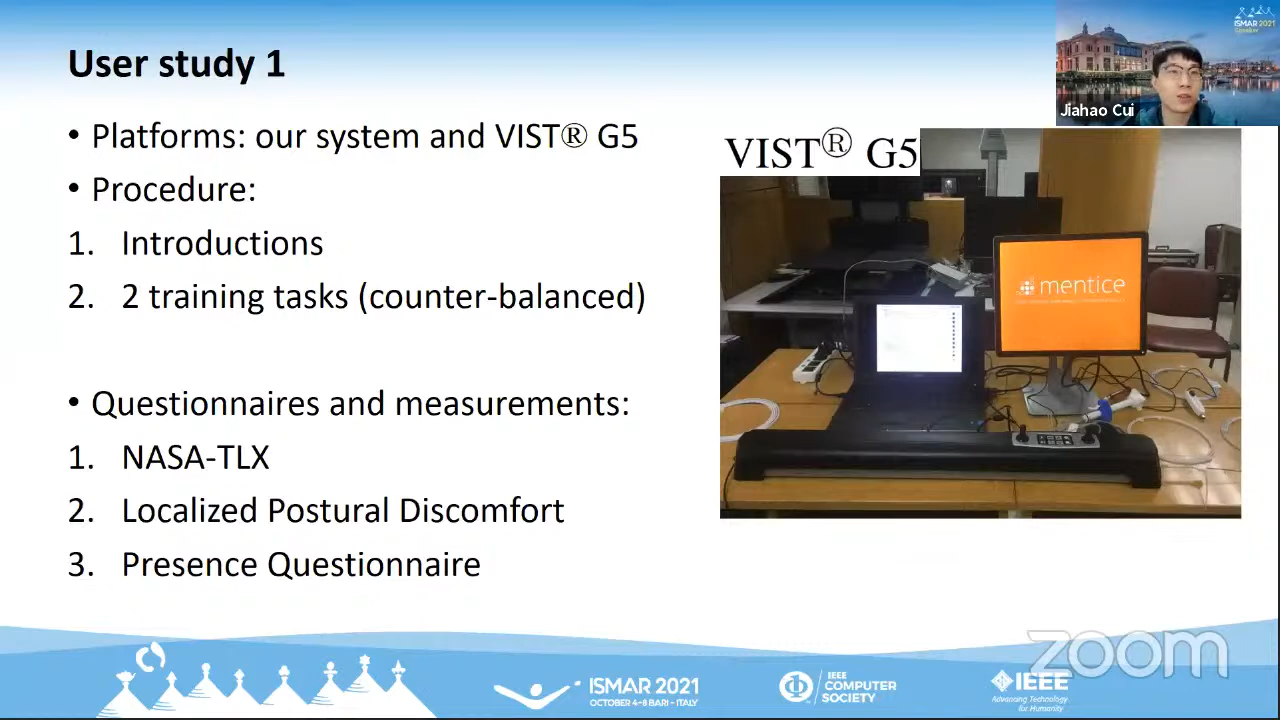 User study 1
• Platforms: our system and VIST® G5
• Procedure:
1. Introductions
2. 2 training tasks (counter-balanced)
• Questionnaires and measurements:
1. NASA-TLX
2. Localized Postural Discomfort
3. Presence Questionnaire
ISMAR 2021
Jiahao Cui
VIST® G5
mentice
zoom
ISMAR 2021
OCTOBER 4-8 BARI - ITALY
IEEE
COMPUTER
SOCIETY
IEEE
Advancing Technology
for Humanity